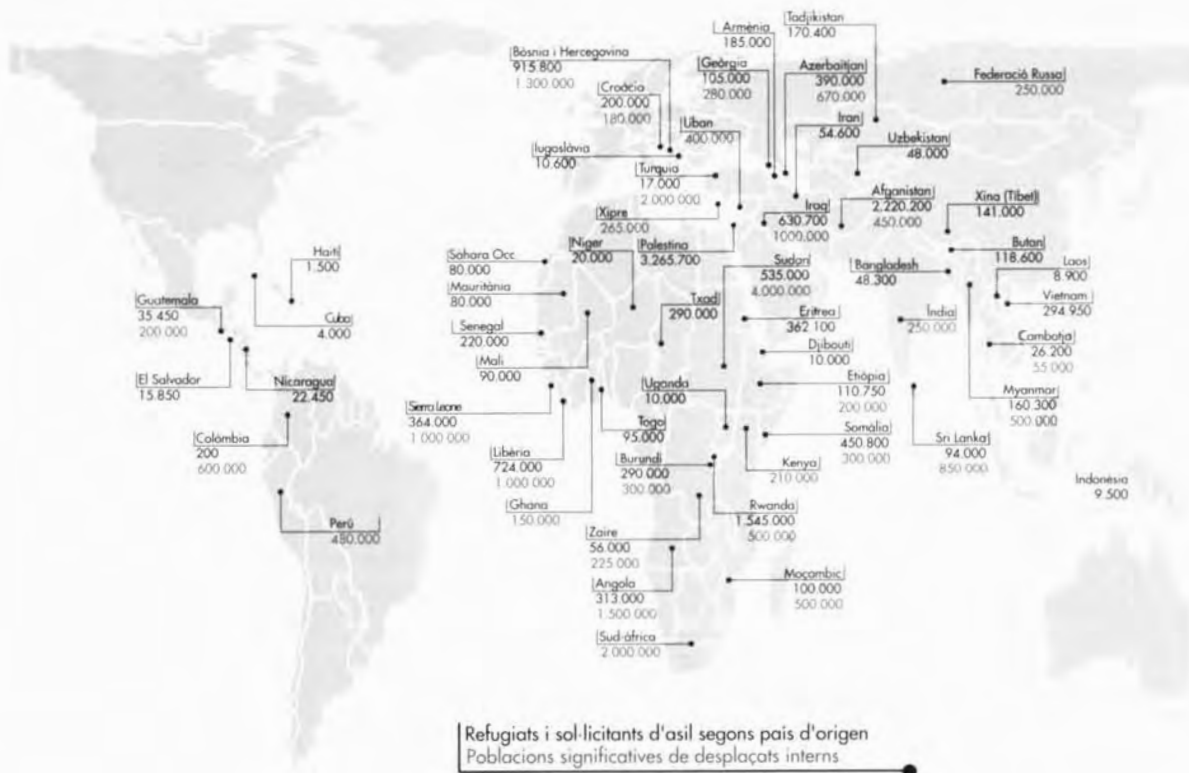 Tadjikistan
170.400
Armènia
185.000
Bòsnia i Hercegovina
915.800
1.300.000
Geòrgia
105.000
280.000
Azerbaitjan
390.000
670.000
Federació Russa
250.000
Croàcia
200.000
180.000
Líban
400.000
Iran
54.600
Uzbekistan
48.000
Iugoslàvia
10.600
Turquia
17.000
2 000 000
Afganistan
2.220.200
450.000
Xina (Tíbet)
141.000
Xipre
265.000
Iraq
630.700
1000.000
Níger
20.000
Palestina
3.265.700
Butan
118.600
Haití
1.500
Sàhara Occ.
80.000
Sudan
535.000
4.000.000
Bangladesh
48.300
Laos
8.900
Mauritània
80.000
Guatemala
35 450
200 000
Txad
290.000
Vietnam
294 950
Cuba
4.000
Eritrea
362 100
Índia
250.000
Senegal
220.000
Cambotja
26.200
55 000
Djibouti
10.000
Mali
90.000
El Salvador
15.850
Nicaragua
22.450
Uganda
10.000
Etiòpia
110.750
200 000
Myanmar
160.300
500.000
Sierra Leone
364.000
1 000 000
Togo
95.000
Somàlia
450.800
300.000
Colòmbia
200
600 000
Sri Lanka
94.000
850 000
Libèria
724.000
1 000 000
Burundi
290 000
300 000
Kenya
210 000
Indonèsia
9.500
Ghana
150.000
Rwanda
1.545.000
500 000
Perú
480.000
Zaire
56.000
225 000
Moçambic
100.000
500 000
Angola
313.000
1.500 000
Sud-àfrica
2.000 000
Refugiats i sol·licitants d'asil segons país d'origen
Poblacions significatives de desplaçats interns